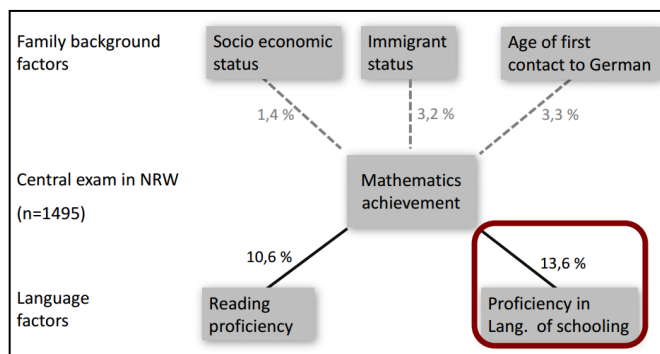 Family background
factors
Socio economic
status
Immigrant
status
Age of first
contact to German
1,4 %
3,2 %
3,3 %
Central exam in NRW
(n=1495)
Mathematics
achievement
10,6 %
13,6 %
Language
factors
Reading
proficiency
Proficiency in
Lang. of schooling